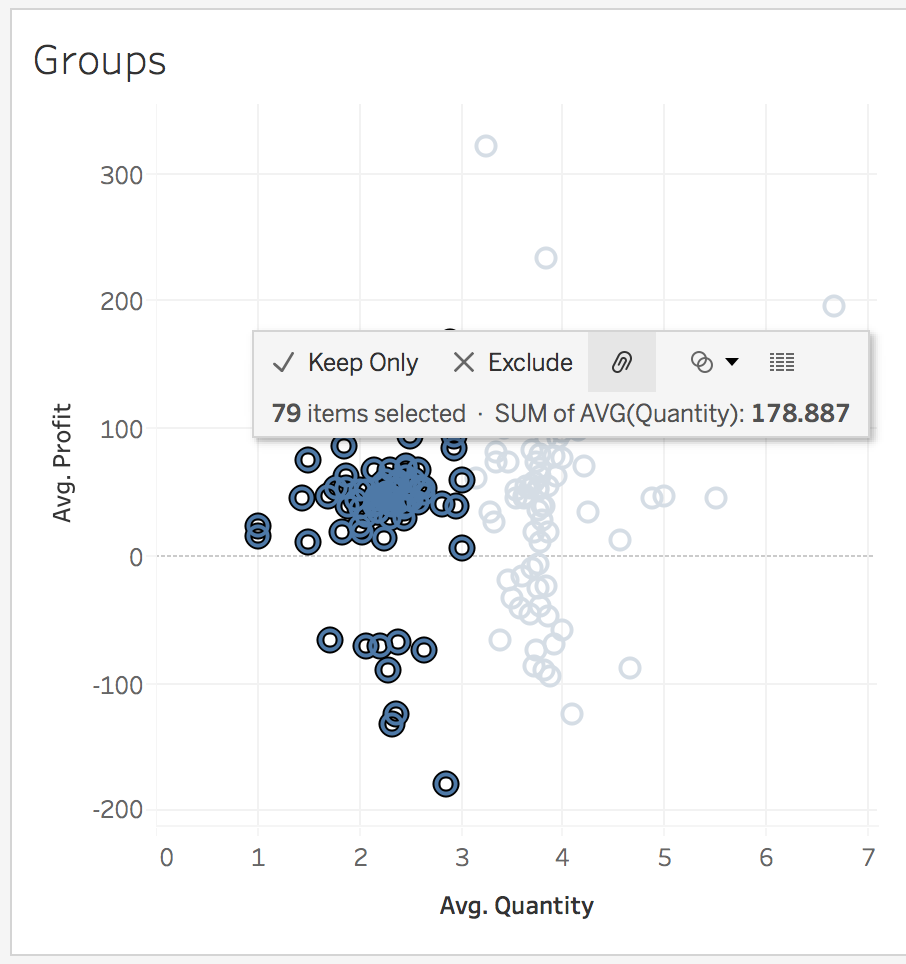 Groups
300
200
Keep Only Exclude
79 items selected · SUM of AVG(Quantity): 178.887
100
Avg. Profit
0
-100
-200
0 1 2 3 4 5 6 7
Avg. Quantity